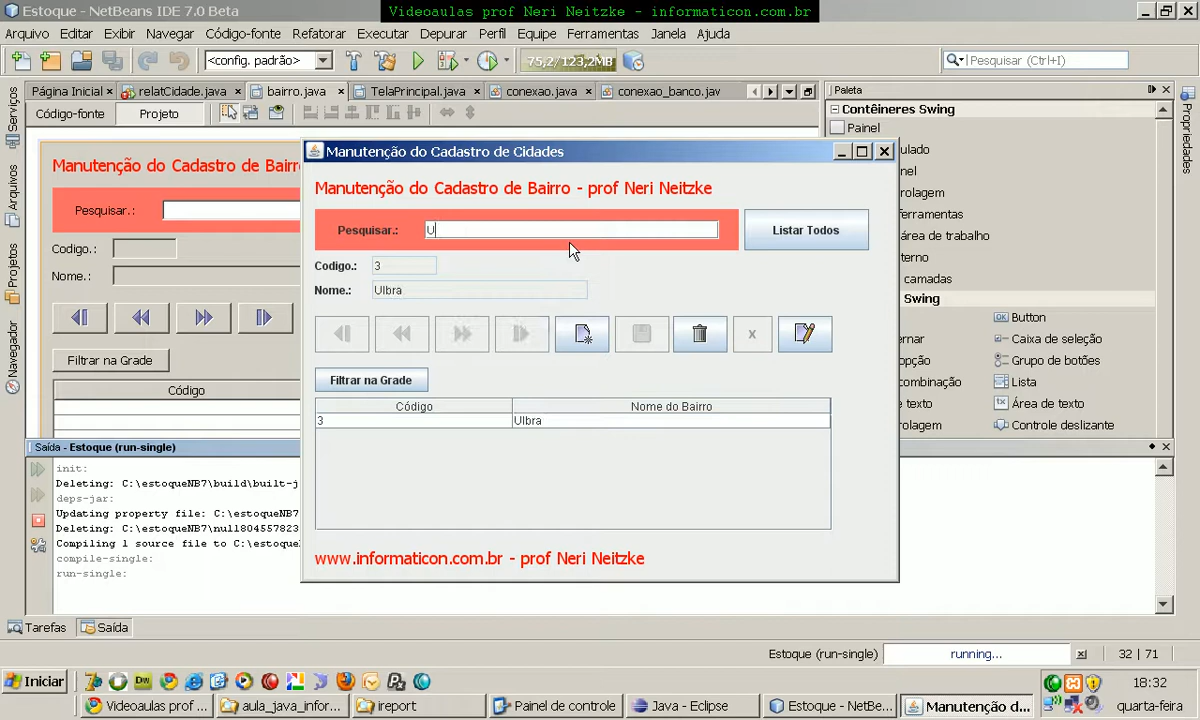 Estoque - NetBeans IDE 7.0 Beta
Videoaulas prof Neri Neitzke - informaticon.com.br
Arquivo Editar Exibir Navegar Código-fonte Refatorar Executar Depurar Perfil Equipe Ferramentas Janela Ajuda
<config. padrão>
75,2/123,2MB
Pesquisar (Ctrl+I)
Página Inicial
relatCidade.java
bairro.java
TelaPrincipal.java
conexao.java
conexao_banco.jav
Código-fonte
Projeto
Serviços
Arquivos
Projetos
Navegador
Manutenção do Cadastro de Bairr
Pesquisar.:
Codigo.:
Nome.:
Filtrar na Grade
Código
Manutenção do Cadastro de Cidades
Manutenção do Cadastro de Bairro - prof Neri Neitzke
Pesquisar.:
U
Listar Todos
Codigo.:
3
Nome.:
Ulbra
x
Filtrar na Grade
Código
Nome do Bairro
3
Ulbra
www.informaticon.com.br - prof Neri Neitzke
Paleta
Contêineres Swing
Painel
ulado
nel
rolagem
ferramentas
área de trabalho
terno
camadas
Swing
Button
ernar
Caixa de seleção
opção
Grupo de botões
combinação
Lista
e texto
Área de texto
rolagem
Controle deslizante
Propriedades
Saída - Estoque (run-single)
init:
Deleting: C:\estoqueNB7\build\built-j
deps-jar:
Updating property file: C:\estoqueNB7
Deleting: C:\estoqueNB7\null804557823
Compiling 1 source file to C:\estoque
compile-single:
run-single:
Tarefas
Saída
Estoque (run-single)
running...
32 | 71
Iniciar
18:32
Videoaulas prof ...
aula_java_infor...
ireport
Painel de controle
Java - Eclipse
Estoque - NetBe...
Manutenção d...
quarta-feira